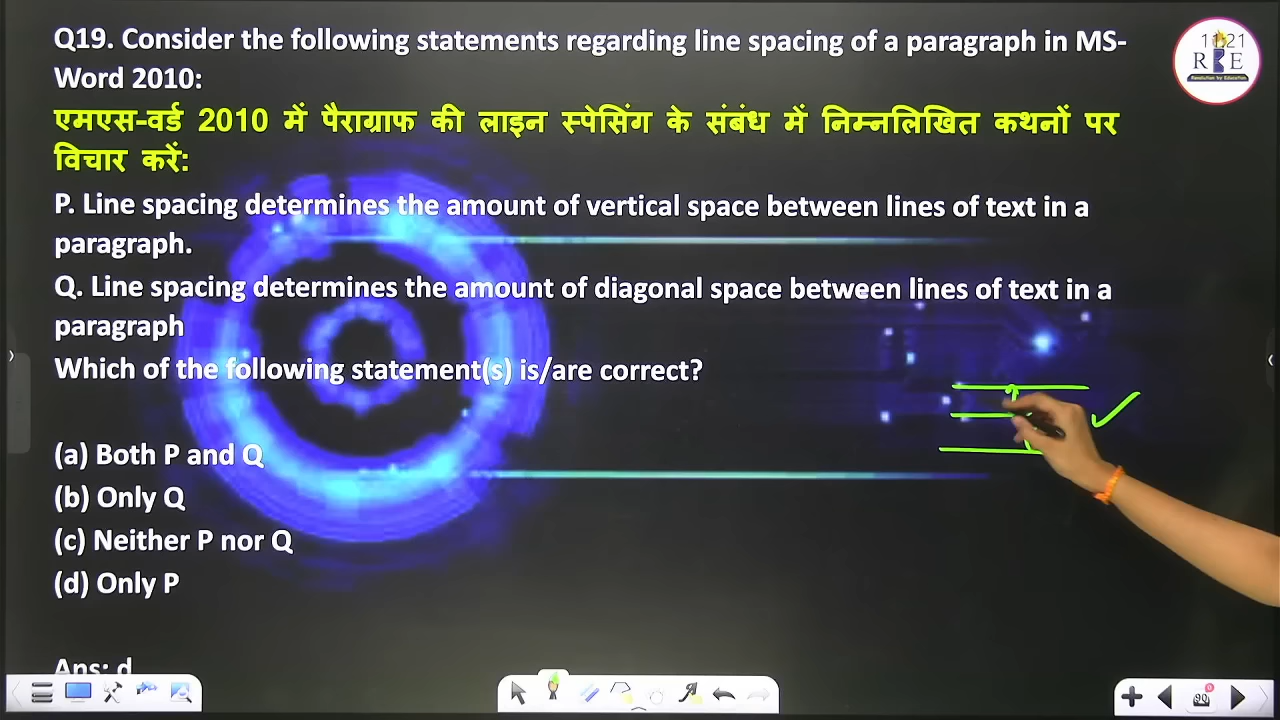 Q19. Consider the following statements regarding line spacing of a paragraph in MS-
Word 2010:
एमएस-वर्ड 2010 में पैराग्राफ की लाइन स्पेसिंग के संबंध में निम्नलिखित कथनों पर
विचार करें:
P. Line spacing determines the amount of vertical space between lines of text in a
paragraph.
Q. Line spacing determines the amount of diagonal space between lines of text in a
paragraph
Which of the following statement(s) is/are correct?
(a) Both P and Q
(b) Only Q
(c) Neither P nor Q
(d) Only P
Ans: d
R E
Revolution by Education